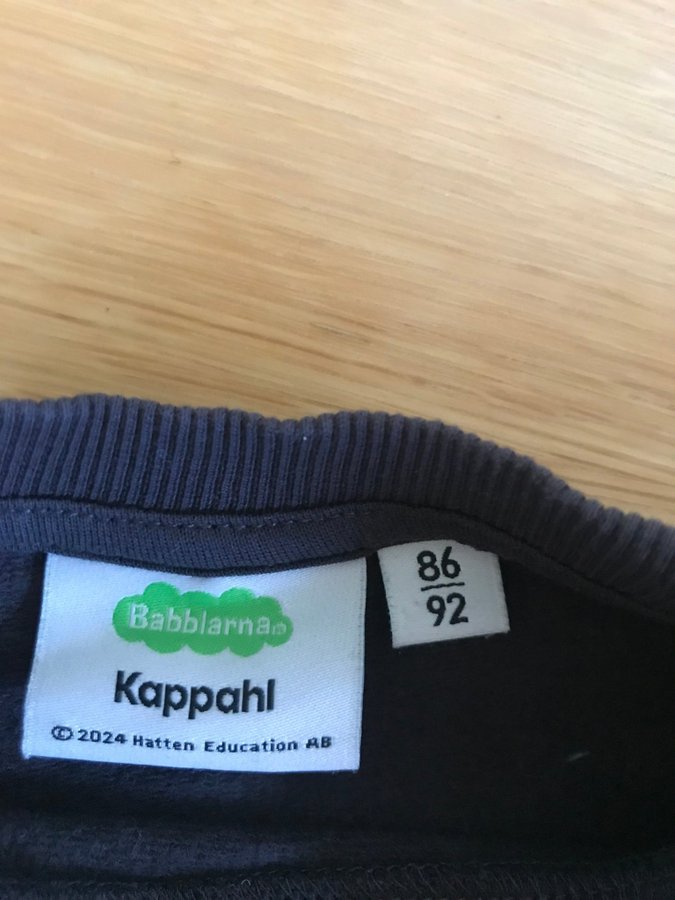 Babblarna
Kappahl
© 2024 Hatten Education AB
86
92